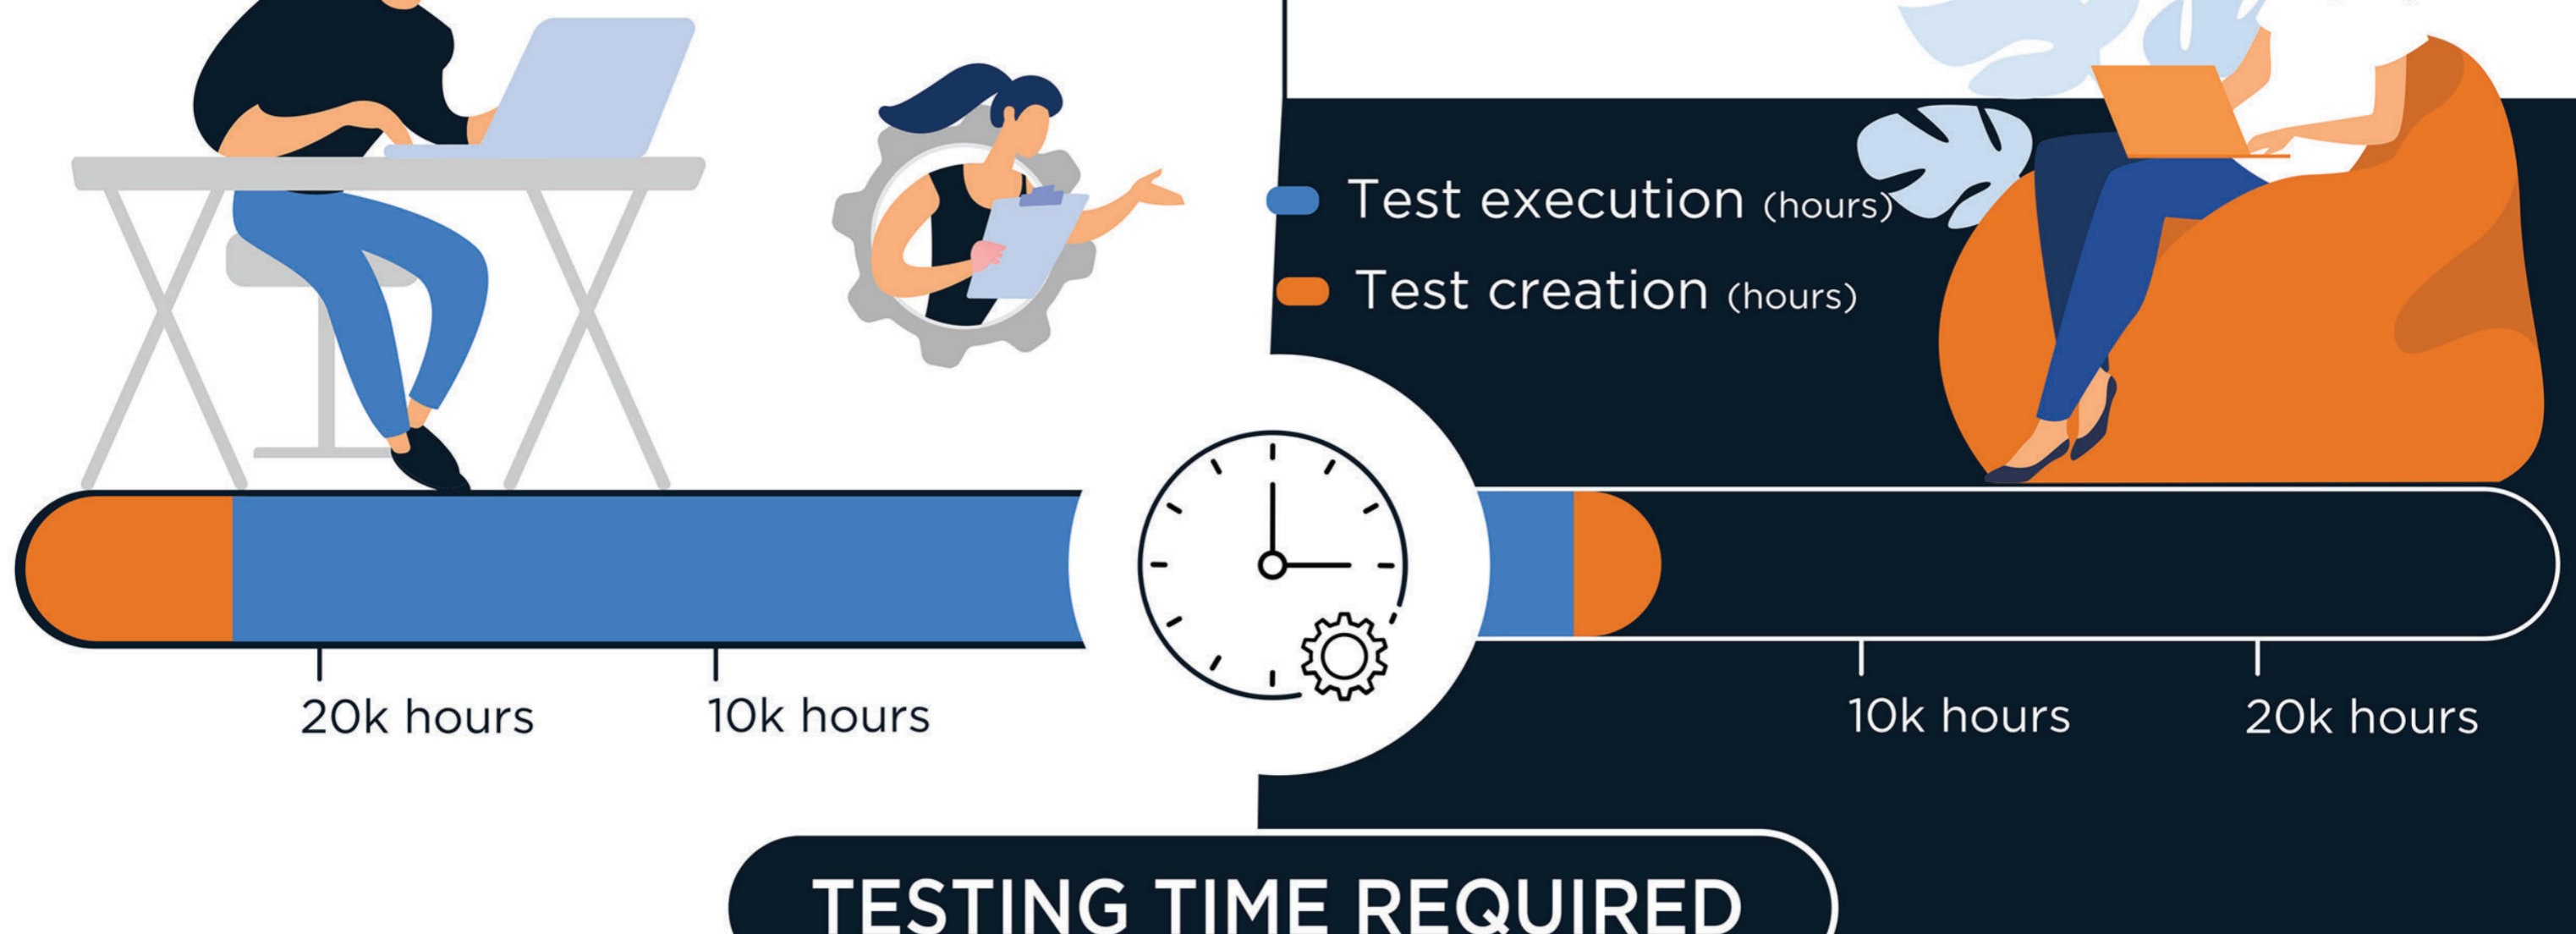 Test execution (hours)
Test creation (hours)
20k hours
10k hours
10k hours
20k hours
TESTING TIME REQUIRED